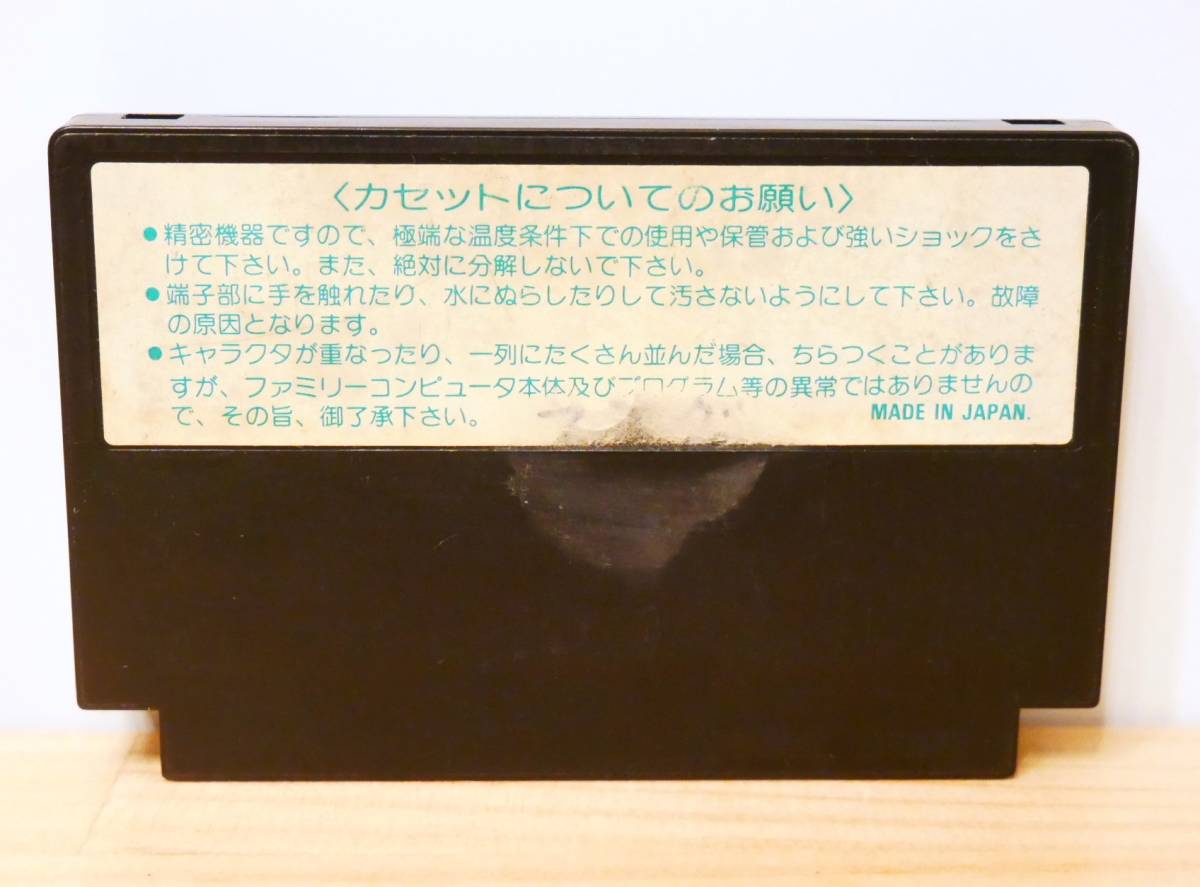 〈カセットについてのお願い〉
●精密機器ですので、極端な温度条件下での使用や保管および強いショックをさ
けて下さい。また、絶対に分解しないで下さい。
●端子部に手を触れたり、水にぬらしたりして汚さないようにして下さい。故障
の原因となります。
●キャラクタが重なったり、一列にたくさん並んだ場合、ちらつくことがありま
すが、ファミリーコンピュータ本体及びプログラム等の異常ではありませんの
で、その旨、御了承下さい。
MADE IN JAPAN.